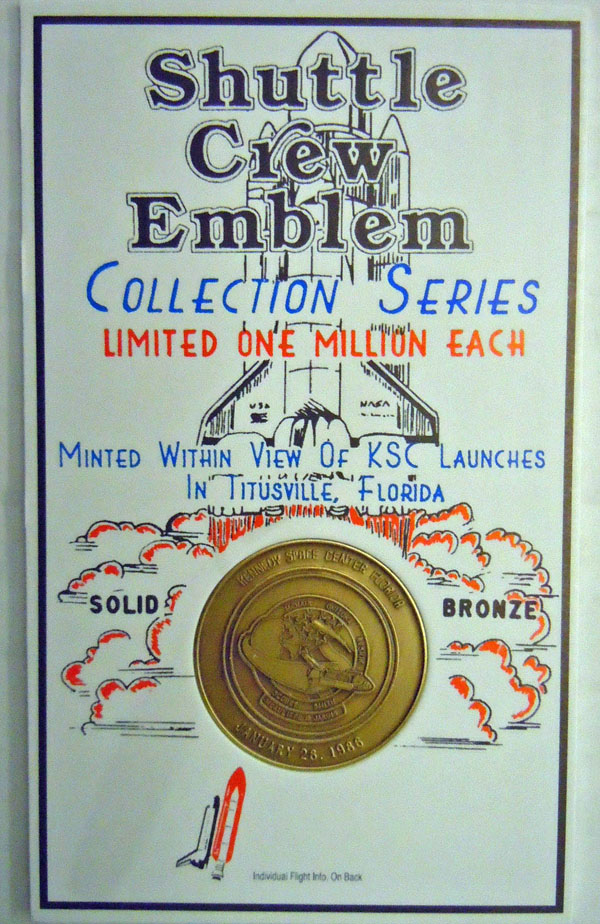 Shuttle
Crew
Emblem
COLLECTION SERIES
LIMITED ONE MILLION EACH
USA
NASA
MINTED WITHIN VIEW OF KSC LAUNCHES
IN TITUSVILLE, FLORIDA
SOLID
BRONZE
KENNEDY SPACE CENTER FLORIDA
JANUARY 28, 1986
Individual Flight Info. On Back